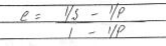 e = 1/s - 1/p
1 - 1/p